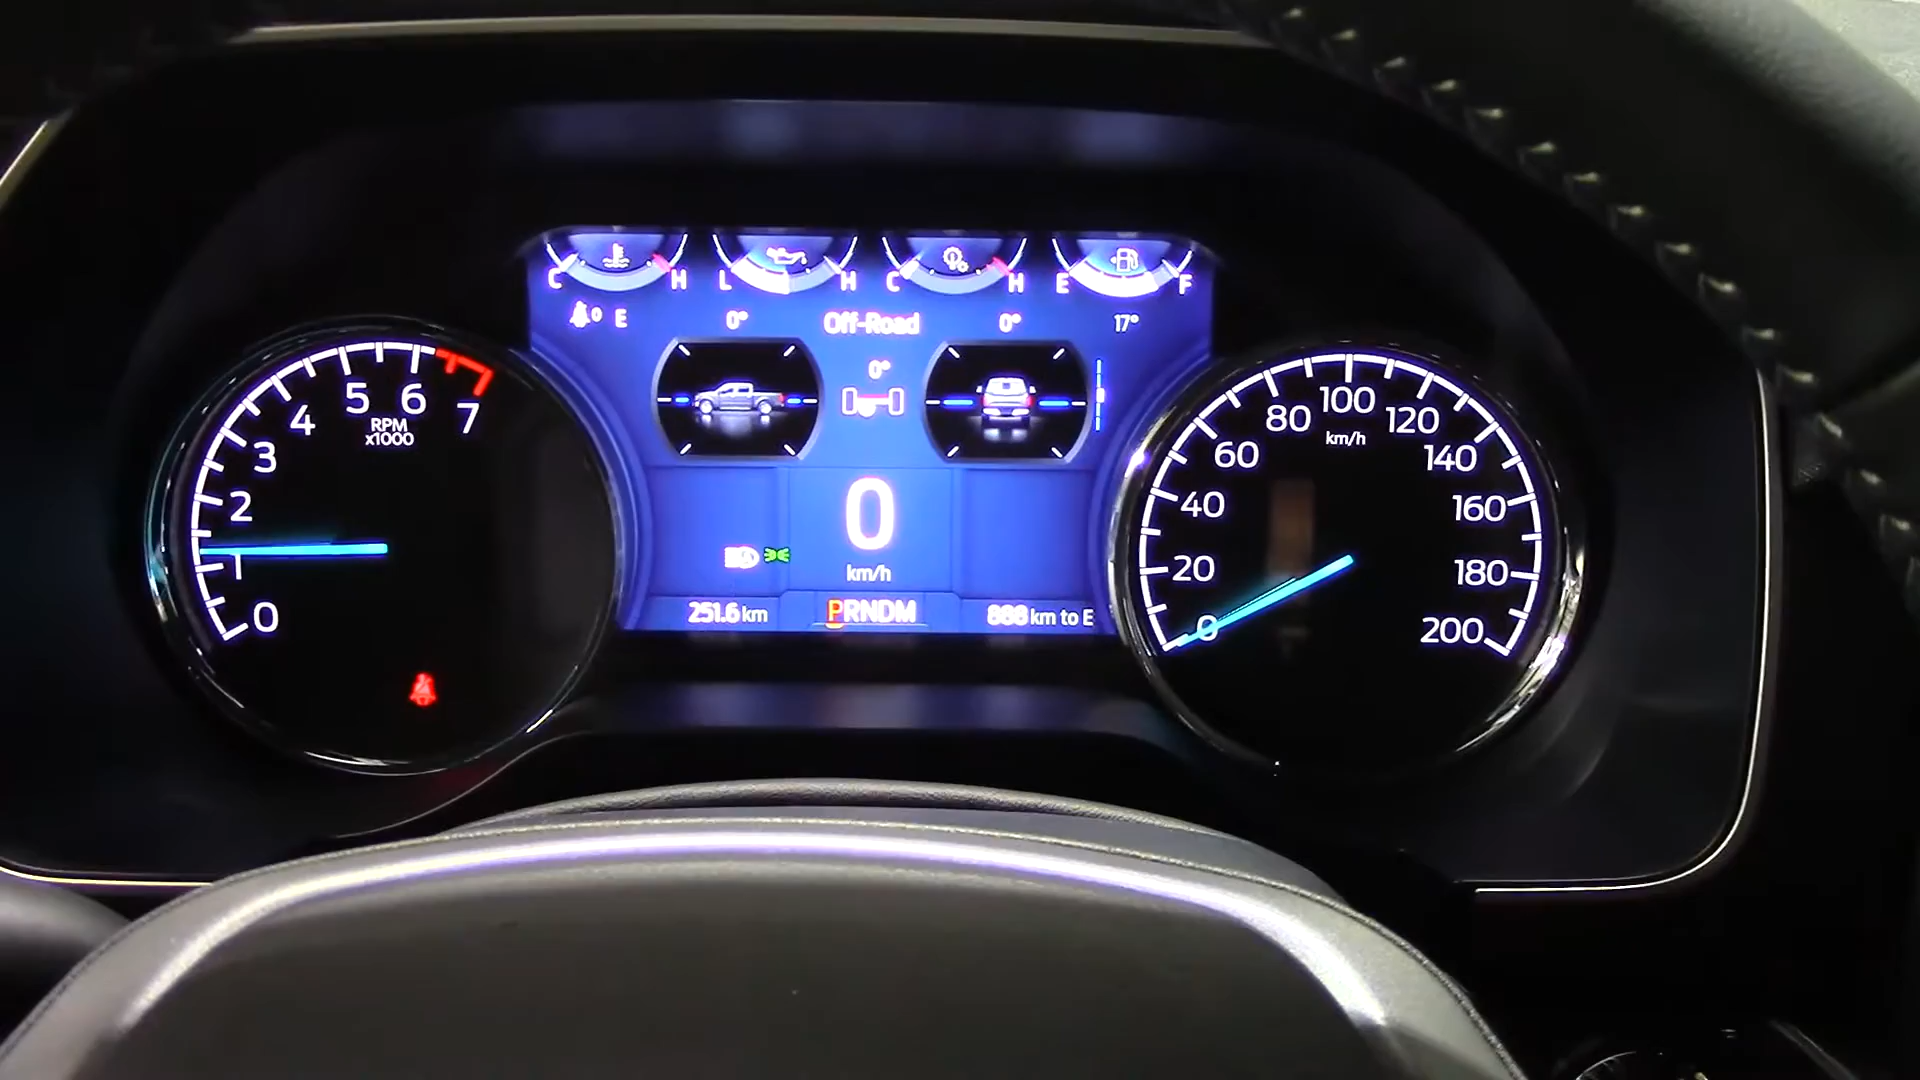 C H L H C H E F
0 E 0° Off-Road 0° 17°
0°
0
km/h
251.6 km PRNDM 888 km to E
0 1 2 3 4 5 6 7
RPM
x1000
0 20 40 60 80 100 120 140 160 180 200
km/h